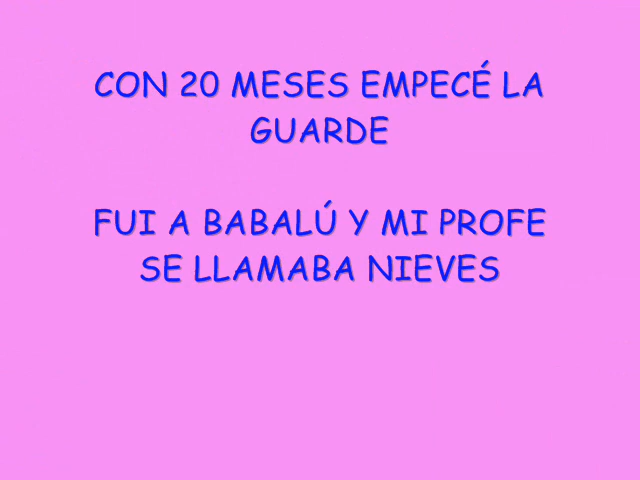 CON 20 MESES EMPECÉ LA
GUARDE
FUI A BABALÚ Y MI PROFE
SE LLAMABA NIEVES